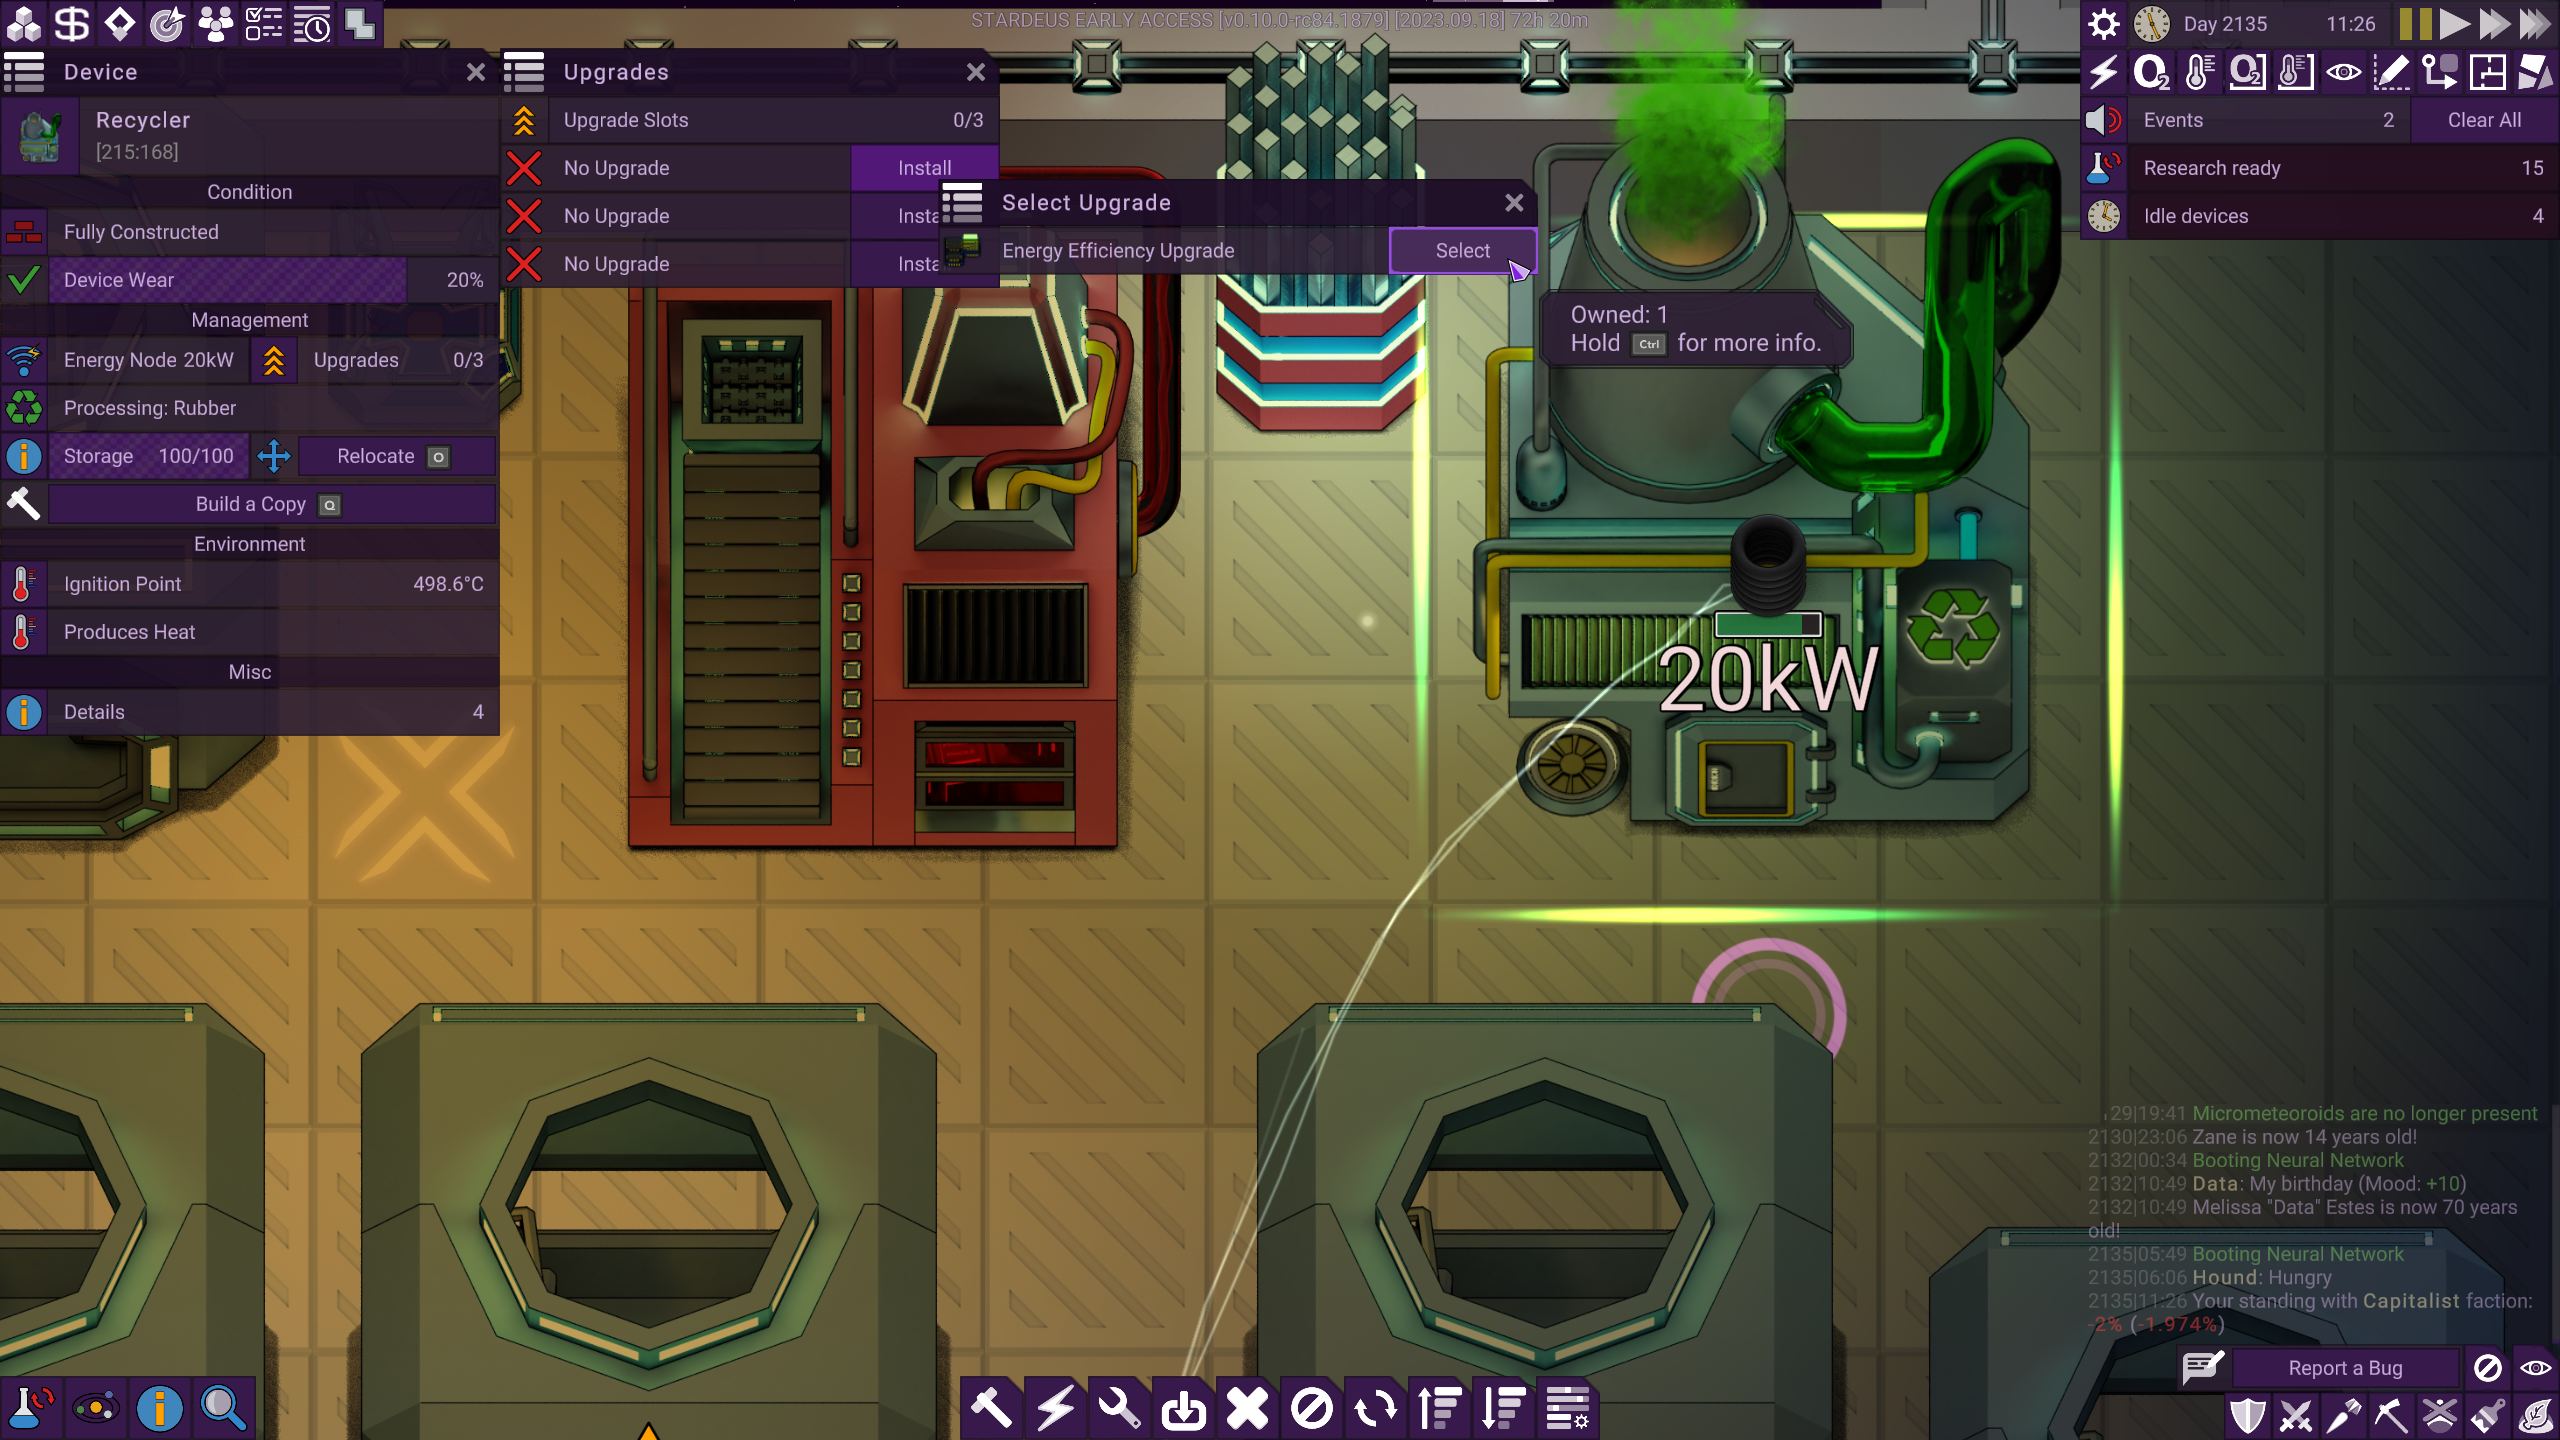 STARDEUS EARLY ACCESS [v0.10.0-rc84.1879] [2023.09.18] 72h 20m
Day 2135 11:26
Device
Recycler
[215:168]
Condition
Fully Constructed
Device Wear 20%
Management
Energy Node 20kW Upgrades 0/3
Processing: Rubber
Storage 100/100 Relocate O
Build a Copy Q
Environment
Ignition Point 498.6°C
Produces Heat
Misc
Details 4
Upgrades
Upgrade Slots 0/3
No Upgrade Install
No Upgrade Insta
No Upgrade Insta
Select Upgrade
Energy Efficiency Upgrade Select
Owned: 1
Hold Ctrl for more info.
O2 O2
Events 2 Clear All
Research ready 15
Idle devices 4
20kW
29|19:41 Micrometeoroids are no longer present
2130|23:06 Zane is now 14 years old!
2132|00:34 Booting Neural Network
2132|10:49 Data: My birthday (Mood: +10)
2132|10:49 Melissa "Data" Estes is now 70 years
old!
2135|05:49 Booting Neural Network
2135|06:06 Hound: Hungry
2135|11:26 Your standing with Capitalist faction:
-2% (-1.974%)
Report a Bug